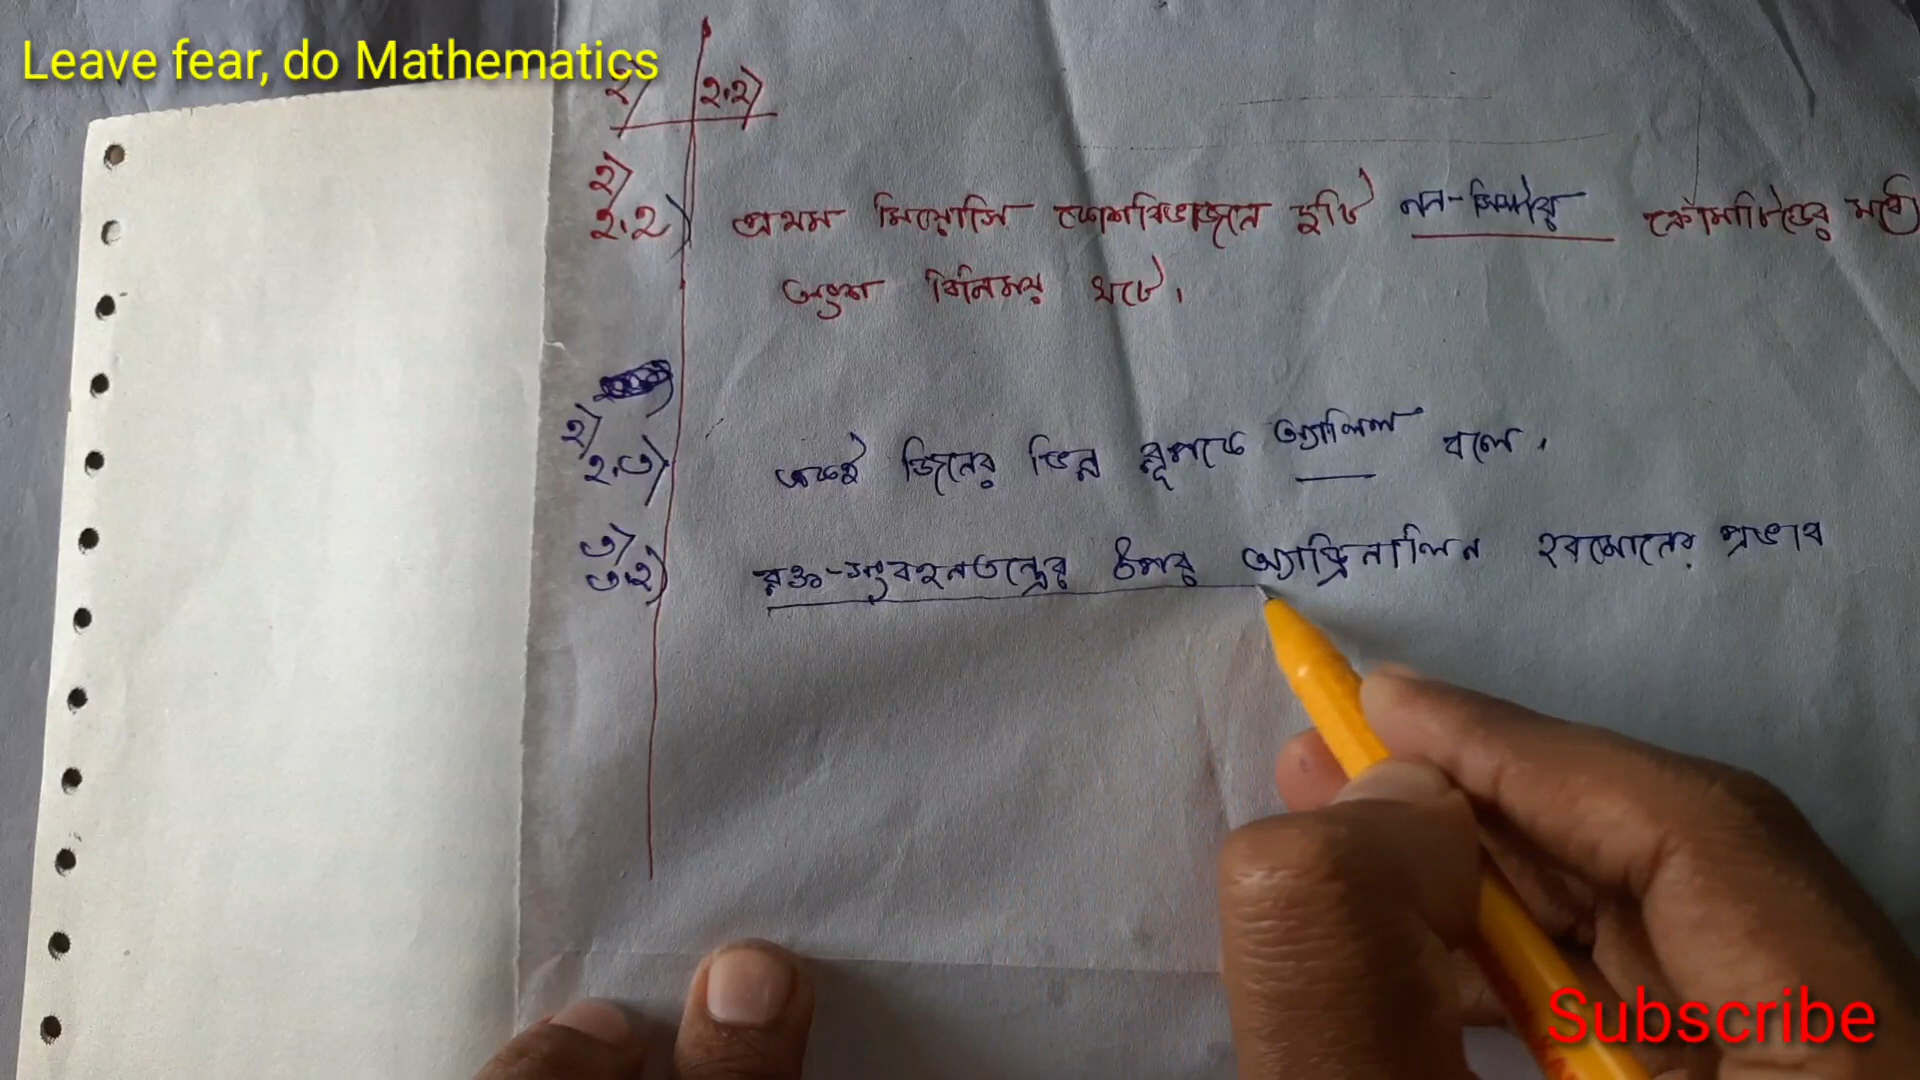 Leave fear, do Mathematics
২) ২.২)
২)
২.২) প্রথম মিয়োসিস কোশবিভাজনে দুটি নন-সিস্টার ক্রোমাটিডের মধ্যে
অংশ বিনিময় ঘটে।
২)
২.৩) একই জিনের ভিন্ন রূপকে অ্যালিল বলে।
৩)
৩.২) রক্ত-সংবহনতন্ত্রের উপর অ্যাড্রিনালিন হরমোনের প্রভাব
Subscribe